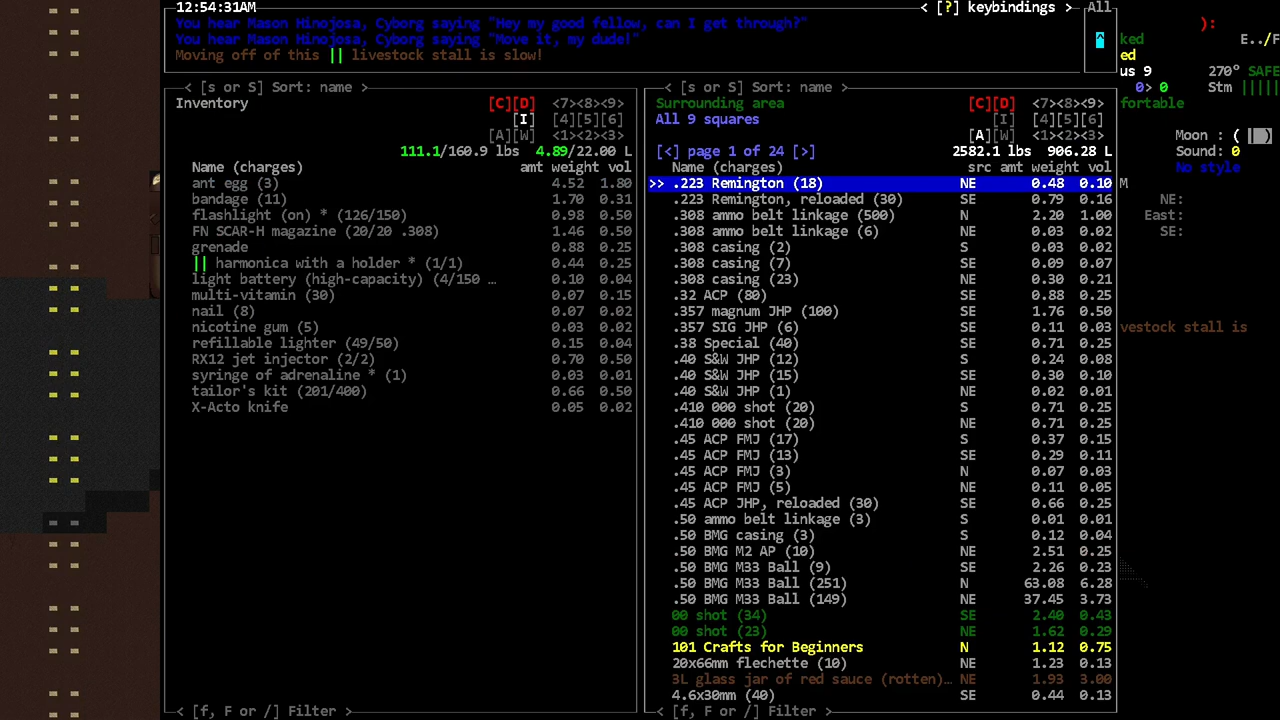 12:54:31AM < [?] keybindings > All
You hear Mason Hinojosa, Cyborg saying "Hey my good fellow, can I get through?"
You hear Mason Hinojosa, Cyborg saying "Move it, my dude!"
Moving off of this || livestock stall is slow!
):
ked E../F
ed
us 9 270° SAFE
0> 0 Stm |||||
fortable
Moon : ( | )
Sound: 0
No style
M
NE:
East:
SE:
vestock stall is
< [s or S] Sort: name >
Inventory [C][D] <7><8><9>
[I] [4][5][6]
[A][W] <1><2><3>
111.1/160.9 lbs 4.89/22.00 L
Name (charges) amt weight vol
ant egg (3) 4.52 1.80
bandage (11) 1.70 0.31
flashlight (on) * (126/150) 0.98 0.50
FN SCAR-H magazine (20/20 .308) 1.46 0.50
grenade 0.88 0.25
|| harmonica with a holder * (1/1) 0.44 0.25
light battery (high-capacity) (4/150 … 0.10 0.04
multi-vitamin (30) 0.07 0.15
nail (8) 0.07 0.02
nicotine gum (5) 0.03 0.02
refillable lighter (49/50) 0.15 0.04
RX12 jet injector (2/2) 0.70 0.50
syringe of adrenaline * (1) 0.03 0.01
tailor's kit (201/400) 0.66 0.50
X-Acto knife 0.05 0.02
< [f, F or /] Filter >
< [s or S] Sort: name >
Surrounding area [C][D] <7><8><9>
All 9 squares [I] [4][5][6]
[A][W] <1><2><3>
[<] page 1 of 24 [>] 2582.1 lbs 906.28 L
Name (charges) src amt weight vol
>> .223 Remington (18) NE 0.48 0.10
.223 Remington, reloaded (30) SE 0.79 0.16
.308 ammo belt linkage (500) N 2.20 1.00
.308 ammo belt linkage (6) NE 0.03 0.02
.308 casing (2) S 0.03 0.02
.308 casing (7) SE 0.09 0.07
.308 casing (23) NE 0.30 0.21
.32 ACP (80) SE 0.88 0.25
.357 magnum JHP (100) NE 1.76 0.50
.357 SIG JHP (6) SE 0.11 0.03
.38 Special (40) SE 0.71 0.25
.40 S&W JHP (12) S 0.24 0.08
.40 S&W JHP (15) SE 0.30 0.10
.40 S&W JHP (1) NE 0.02 0.01
.410 000 shot (20) S 0.71 0.25
.410 000 shot (20) NE 0.71 0.25
.45 ACP FMJ (17) S 0.37 0.15
.45 ACP FMJ (13) SE 0.29 0.11
.45 ACP FMJ (3) N 0.07 0.03
.45 ACP FMJ (5) NE 0.11 0.05
.45 ACP JHP, reloaded (30) SE 0.66 0.25
.50 ammo belt linkage (3) S 0.01 0.01
.50 BMG casing (3) S 0.12 0.04
.50 BMG M2 AP (10) NE 2.51 0.25
.50 BMG M33 Ball (9) SE 2.26 0.23
.50 BMG M33 Ball (251) N 63.08 6.28
.50 BMG M33 Ball (149) NE 37.45 3.73
00 shot (34) SE 2.40 0.43
00 shot (23) NE 1.62 0.29
101 Crafts for Beginners N 1.12 0.75
20x66mm flechette (10) NE 1.23 0.13
3L glass jar of red sauce (rotten)… NE 1.93 3.00
4.6x30mm (40) SE 0.44 0.13
< [f, F or /] Filter >